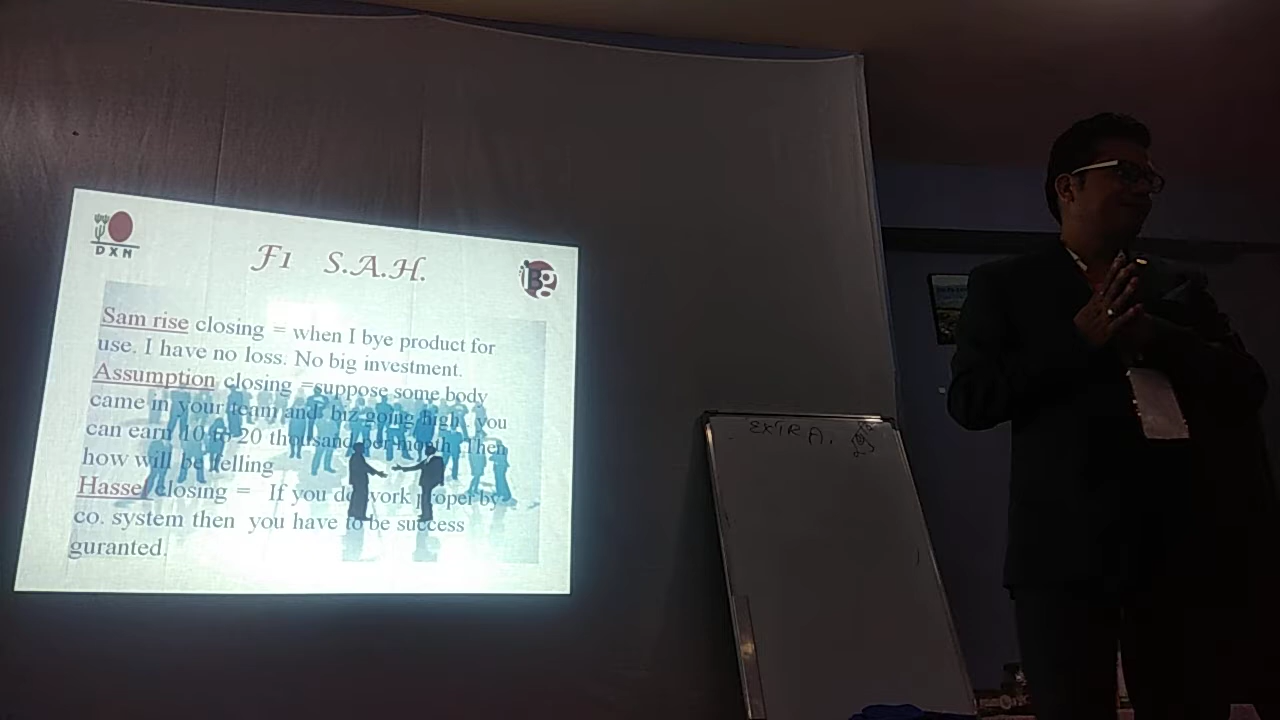 DXN
F1 S.A.H.
Sam rise closing = when I bye product for
use. I have no loss. No big investment.
Assumption closing =suppose some body
came in your team and biz going high you
can earn 10 to 20 thousand per month. Then
how will be felling
Hassel closing = If you do work proper by
co. system then you have to be success
guranted.
EXTRA.